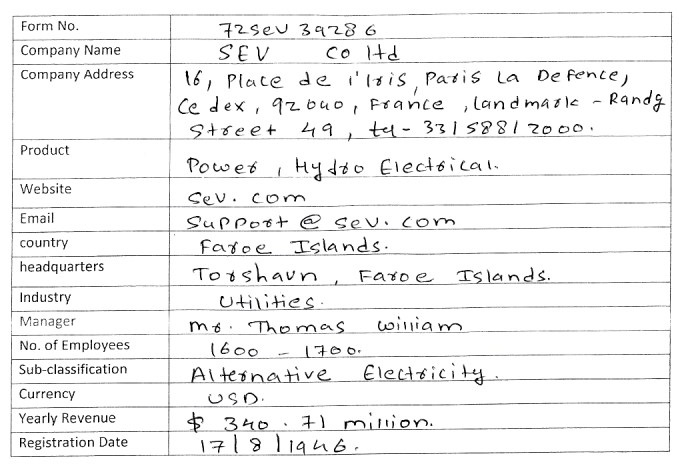 Form No. 72sev 39286
Company Name SEV Co ltd
Company Address 16, Place de i'Iris, Paris La Defence,
Cedex, 92040, France, landmark - Randg
Street 49, tel- 33158812000.
Product Power, Hydro Electrical.
Website sev.com
Email support@sev.com
country Faroe Islands.
headquarters Torshavn, Faroe Islands.
Industry Utilities.
Manager Mr. Thomas william
No. of Employees 1600 - 1700.
Sub-classification Alternative Electricity.
Currency USD.
Yearly Revenue $ 340.71 million.
Registration Date 17/8/1946.